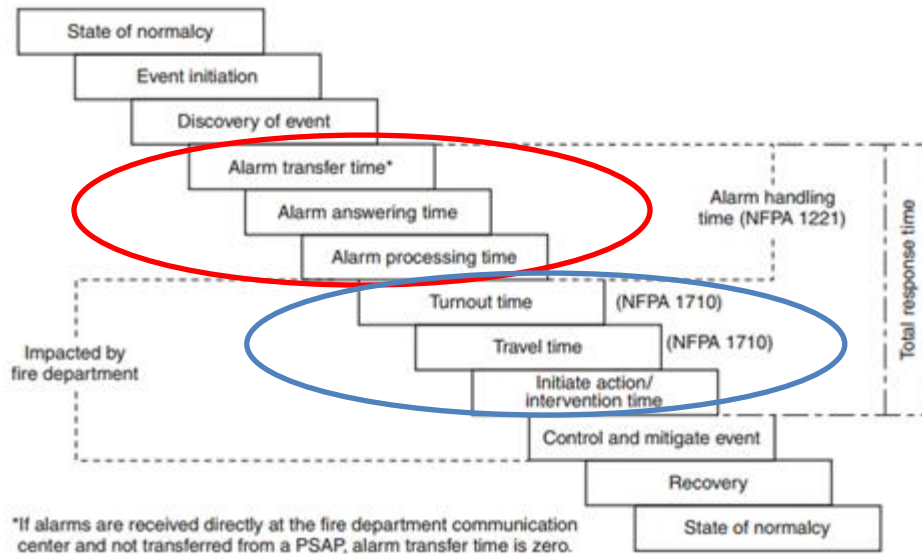 State of normalcy
Event initiation
Discovery of event
Alarm transfer time*
Alarm answering time
Alarm handling
time (NFPA 1221)
Alarm processing time
Total response time
Turnout time
(NFPA 1710)
Travel time
(NFPA 1710)
Impacted by
fire department
Initiate action/
intervention time
Control and mitigate event
Recovery
State of normalcy
*If alarms are received directly at the fire department communication
center and not transferred from a PSAP, alarm transfer time is zero.